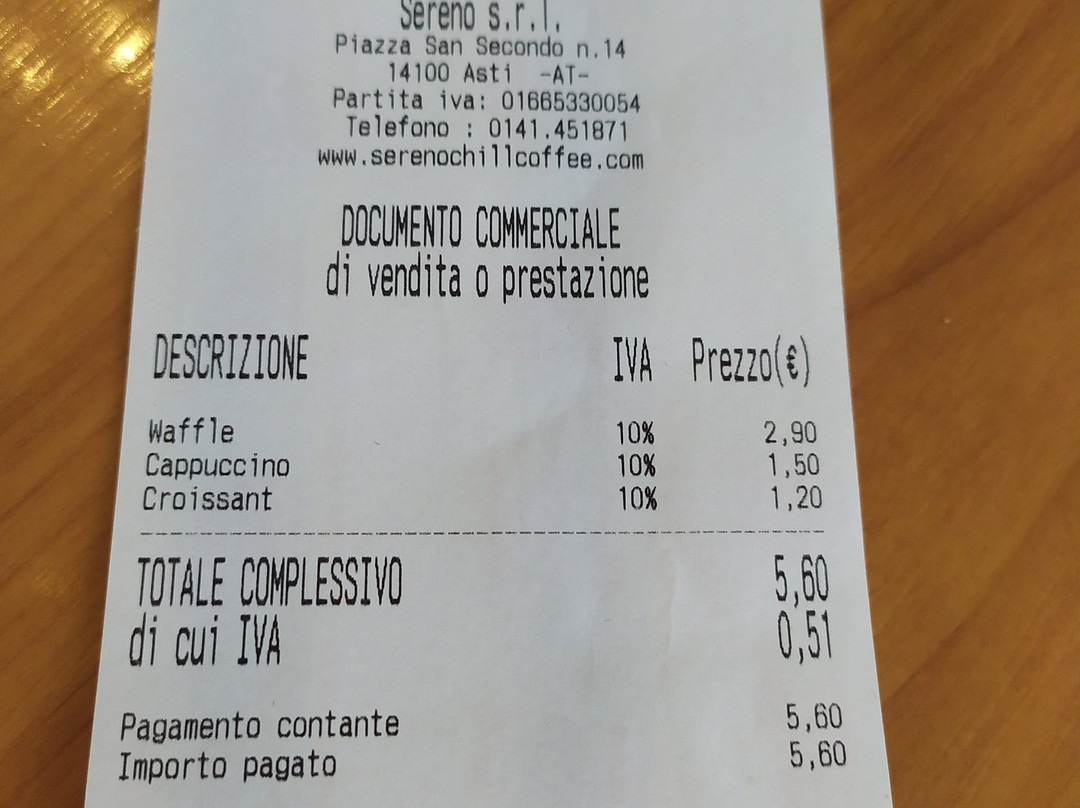 Sereno s.r.l.
Piazza San Secondo n.14
14100 Asti -AT-
Partita iva: 01665330054
Telefono : 0141.451871
www.serenochillcoffee.com
DOCUMENTO COMMERCIALE
di vendita o prestazione
DESCRIZIONE IVA Prezzo(€)
Waffle 10% 2,90
Cappuccino 10% 1,50
Croissant 10% 1,20
TOTALE COMPLESSIVO 5,60
di cui IVA 0,51
Pagamento contante 5,60
Importo pagato 5,60